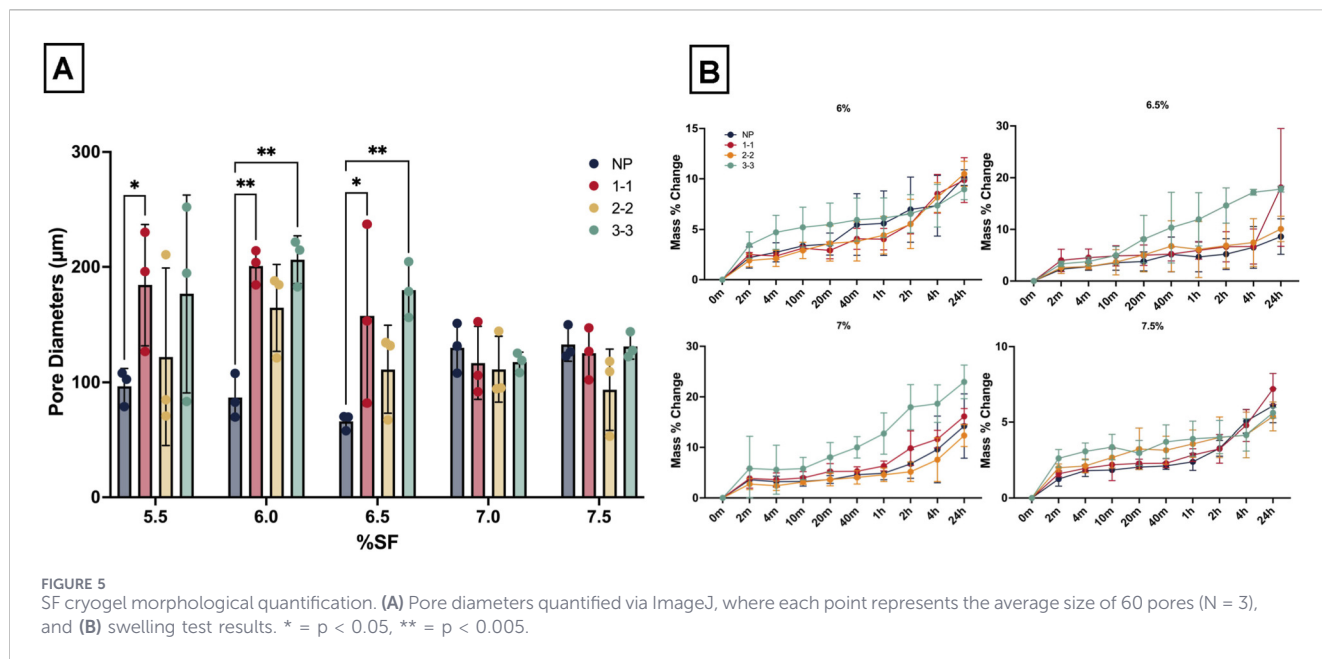 A
Pore Diameters (µm)
300
200
100
0
*
**
**
*
**
NP
1-1
2-2
3-3
5.5 6.0 6.5 7.0 7.5
%SF
B
6%
Mass % Change
15
10
5
0
NP
1-1
2-2
3-3
0m 2m 4m 10m 20m 40m 1h 2h 4h 24h
6.5%
Mass % Change
30
20
10
0
0m 2m 4m 10m 20m 40m 1h 2h 4h 24h
7%
Mass % Change
30
20
10
0
0m 2m 4m 10m 20m 40m 1h 2h 4h 24h
7.5%
Mass % Change
10
5
0
0m 2m 4m 10m 20m 40m 1h 2h 4h 24h
FIGURE 5
SF cryogel morphological quantification. (A) Pore diameters quantified via ImageJ, where each point represents the average size of 60 pores (N = 3),
and (B) swelling test results. * = p < 0.05, ** = p < 0.005.